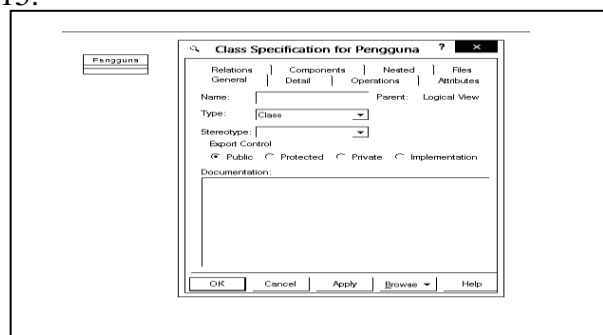 15.
Pengguna
Class Specification for Pengguna ? ×
Relations Components Nested Files
General Detail Operations Attributes
Name: Parent: Logical View
Type: Class
Stereotype:
Export Control
Public Protected Private Implementation
Documentation:
OK Cancel Apply Browse Help